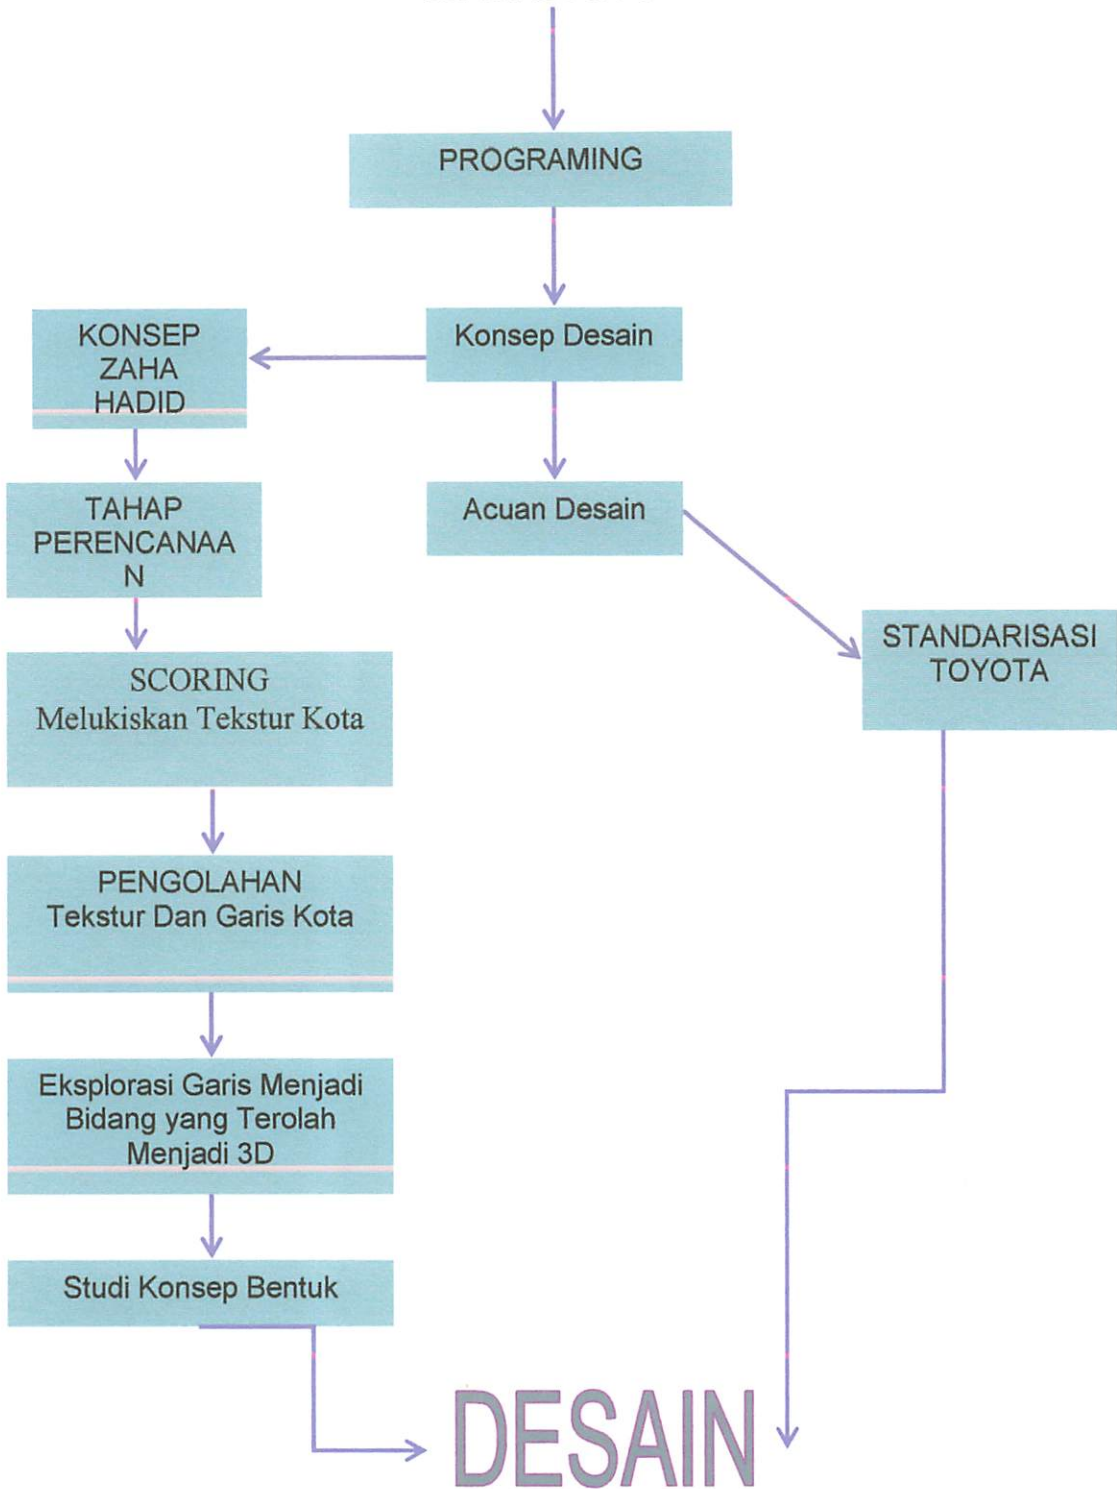 PROGRAMING
KONSEP
ZAHA
HADID
Konsep Desain
TAHAP
PERENCANAA
N
Acuan Desain
STANDARISASI
TOYOTA
SCORING
Melukiskan Tekstur Kota
PENGOLAHAN
Tekstur Dan Garis Kota
Eksplorasi Garis Menjadi
Bidang yang Terolah
Menjadi 3D
Studi Konsep Bentuk
DESAIN